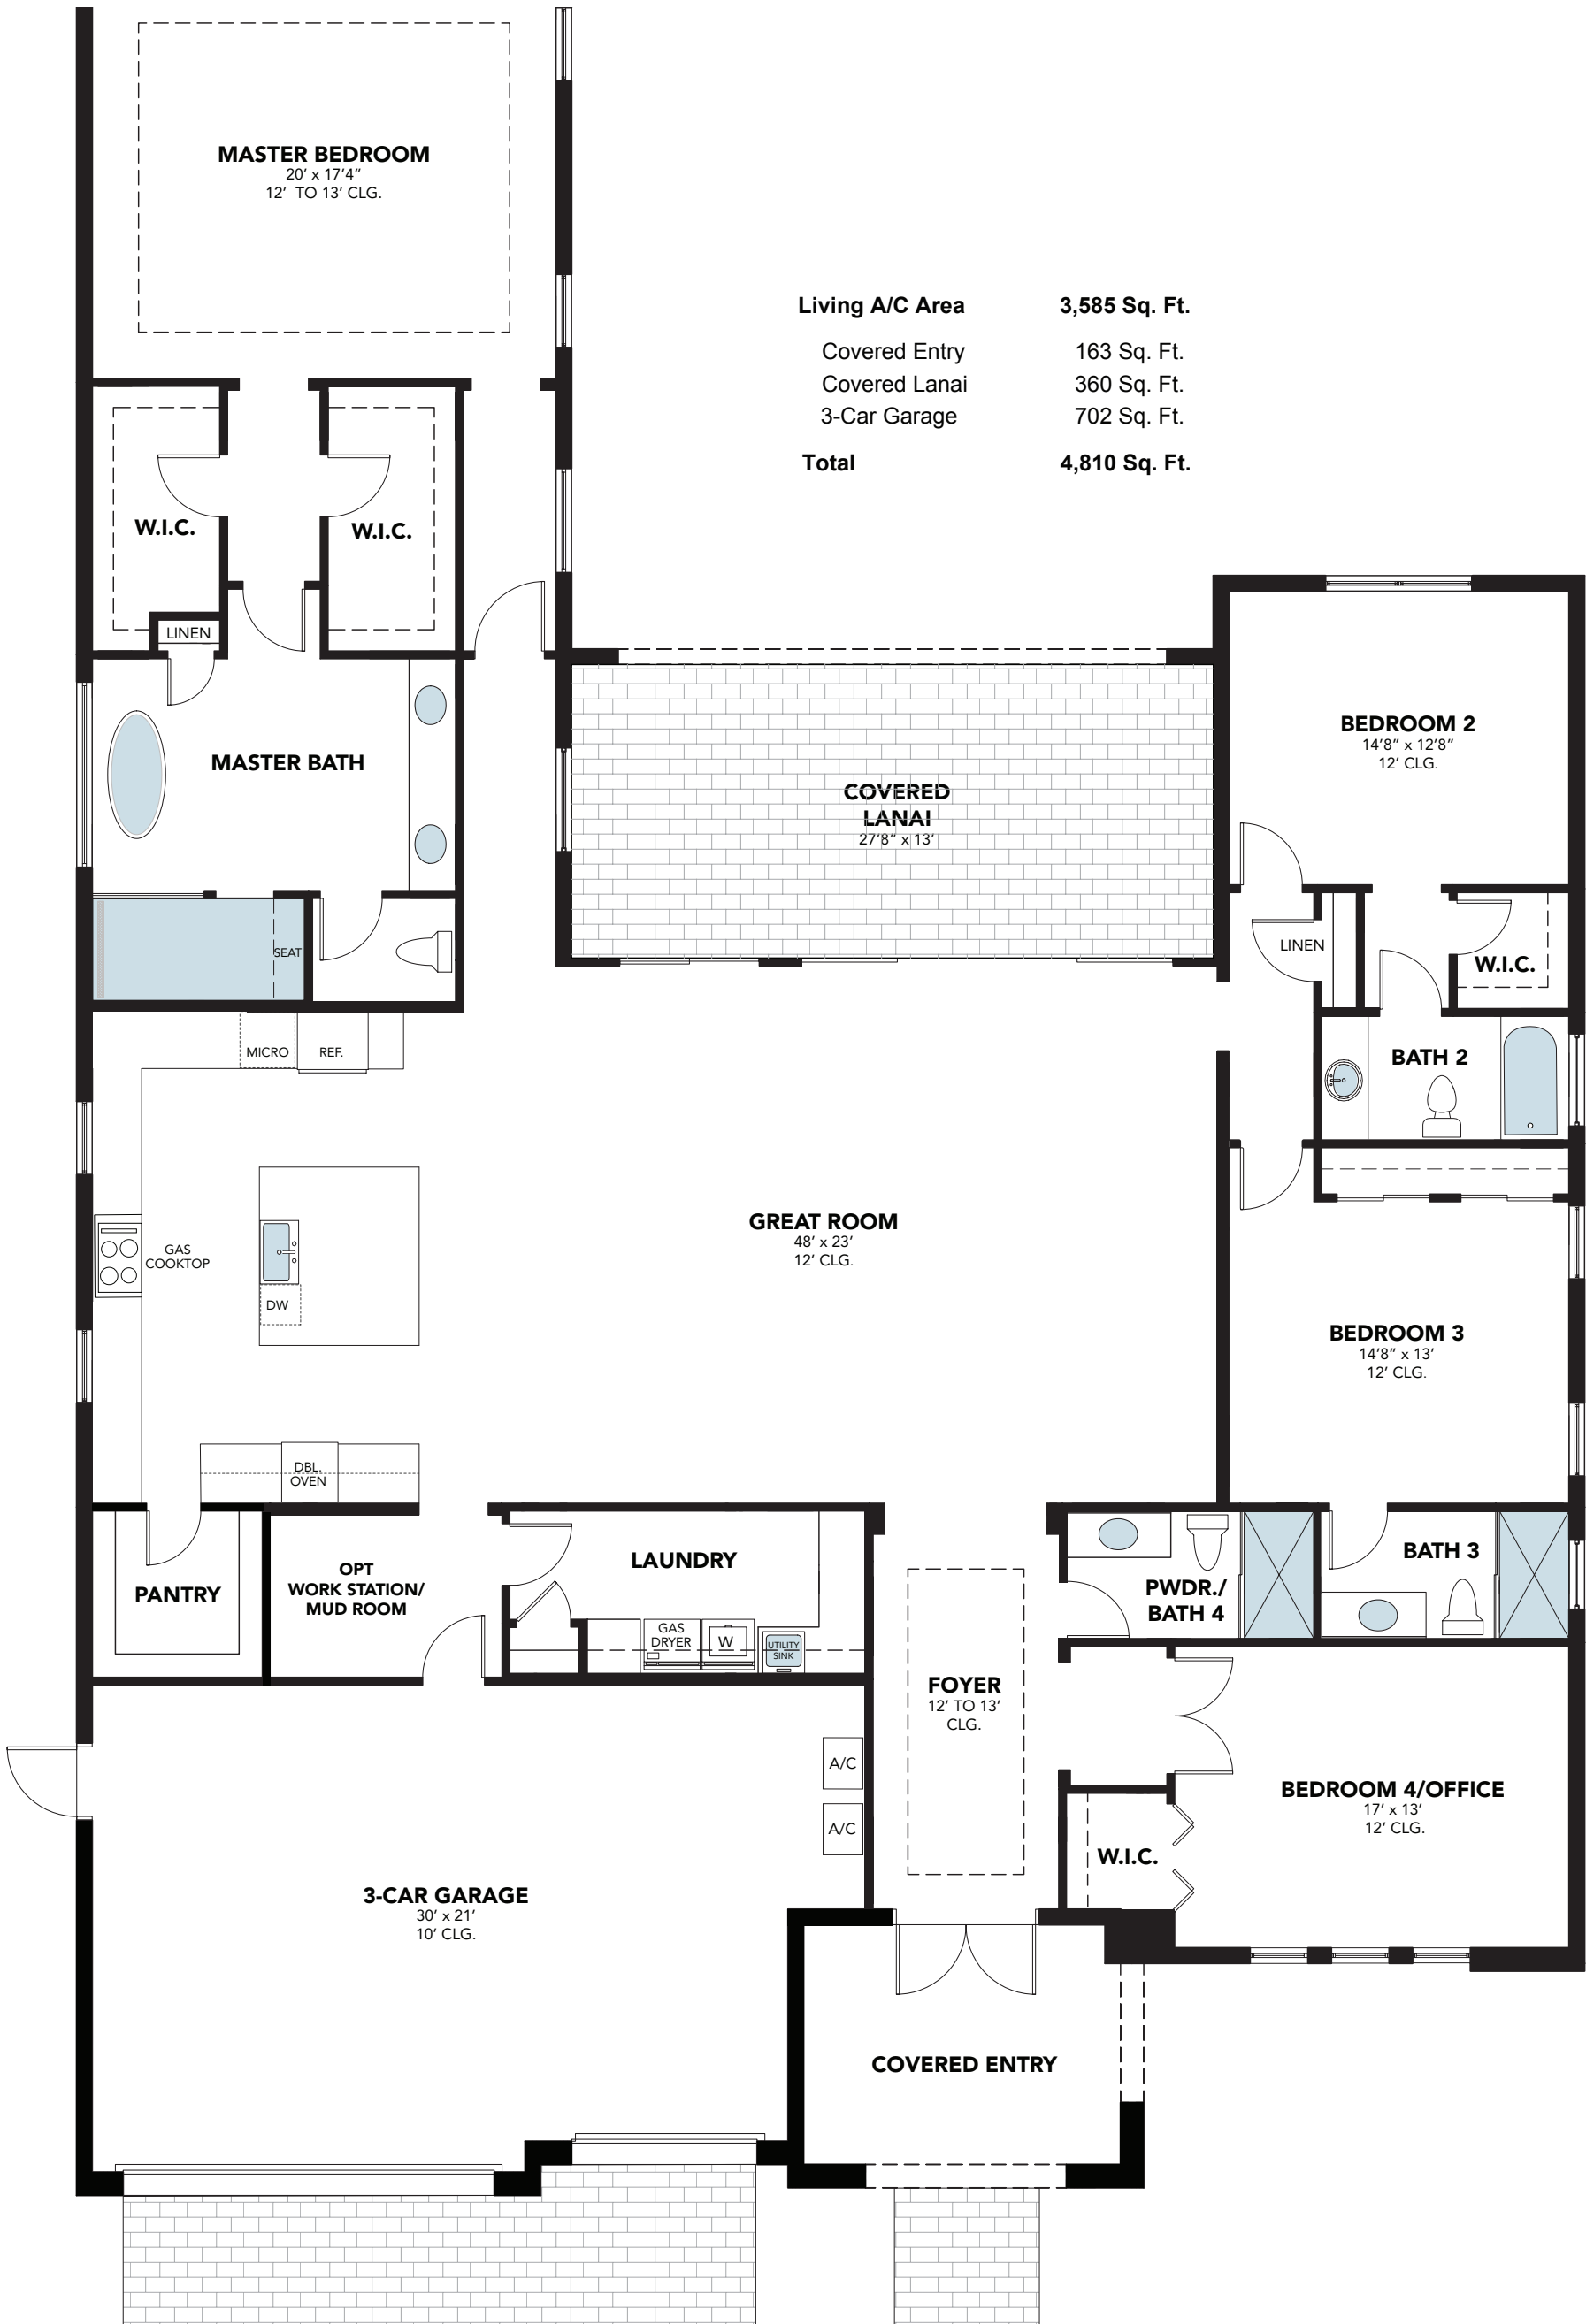 MASTER BEDROOM
20' x 17'4"
12' TO 13' CLG.
Living A/C Area 3,585 Sq. Ft.
Covered Entry 163 Sq. Ft.
Covered Lanai 360 Sq. Ft.
3-Car Garage 702 Sq. Ft.
Total 4,810 Sq. Ft.
W.I.C.
W.I.C.
LINEN
MASTER BATH
SEAT
COVERED
LANAI
27'8" x 13'
BEDROOM 2
14'8" x 12'8"
12' CLG.
LINEN
W.I.C.
BATH 2
MICRO
REF.
GAS
COOKTOP
DW
GREAT ROOM
48' x 23'
12' CLG.
BEDROOM 3
14'8" x 13'
12' CLG.
DBL.
OVEN
PANTRY
OPT
WORK STATION/
MUD ROOM
LAUNDRY
GAS
DRYER
W
UTILITY
SINK
PWDR./
BATH 4
BATH 3
FOYER
12' TO 13'
CLG.
A/C
A/C
BEDROOM 4/OFFICE
17' x 13'
12' CLG.
W.I.C.
3-CAR GARAGE
30' x 21'
10' CLG.
COVERED ENTRY